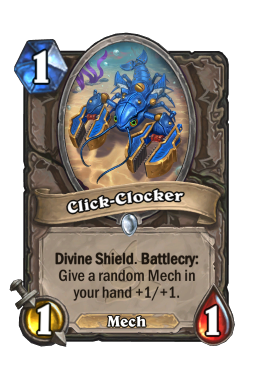 1
Click-Clocker
Divine Shield. Battlecry:
Give a random Mech in
your hand +1/+1.
1
Mech
1